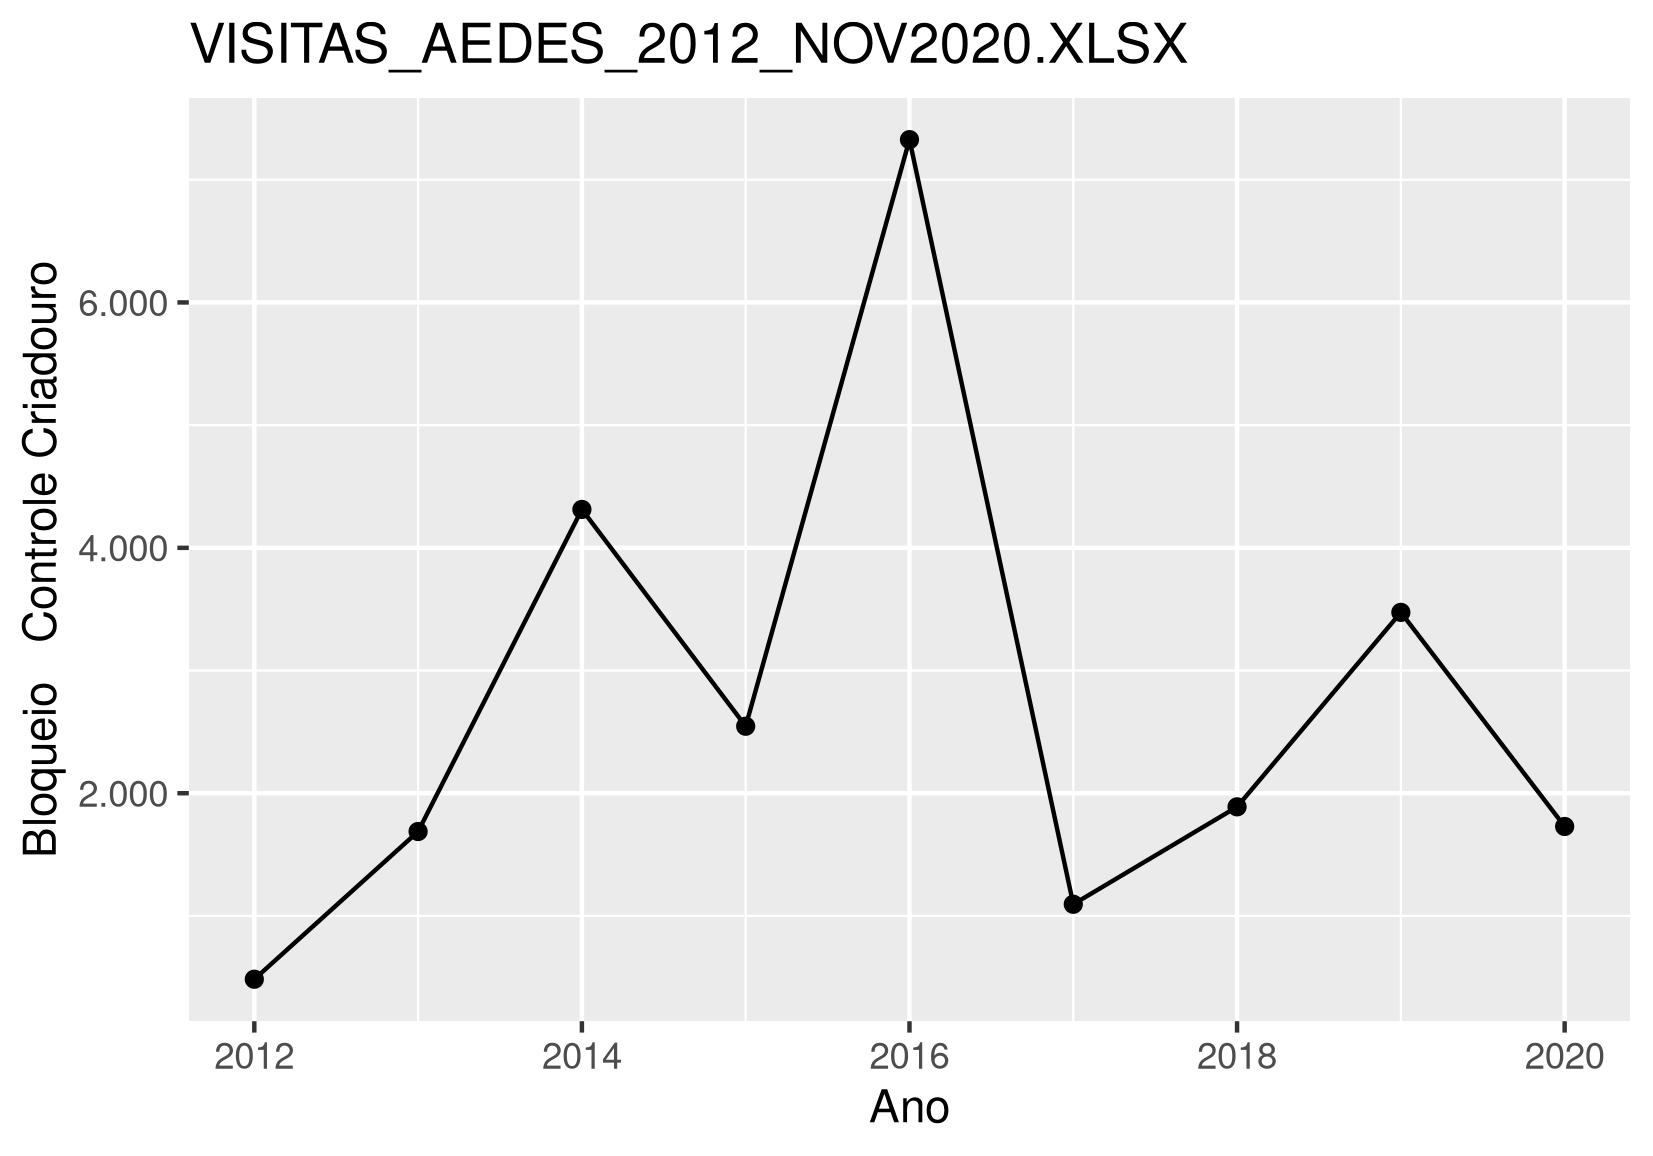 VISITAS_AEDES_2012_NOV2020.XLSX
Bloqueio  Controle Criadouro
6.000
4.000
2.000
2012 2014 2016 2018 2020
Ano